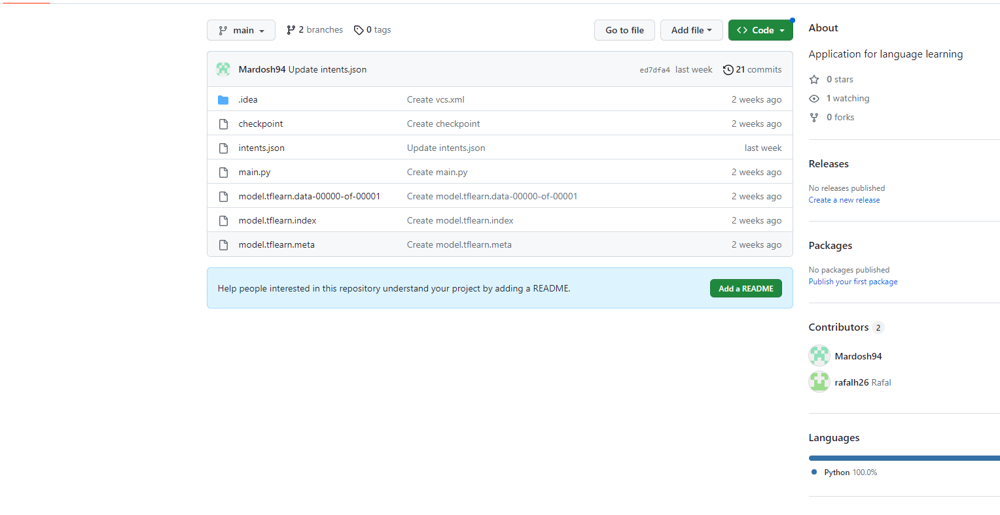 main 2 branches 0 tags Go to file Add file Code
Mardosh94 Update intents.json ed7dfa4 last week 21 commits
.idea Create vcs.xml 2 weeks ago
checkpoint Create checkpoint 2 weeks ago
intents.json Update intents.json last week
main.py Create main.py 2 weeks ago
model.tflearn.data-00000-of-00001 Create model.tflearn.data-00000-of-00001 2 weeks ago
model.tflearn.index Create model.tflearn.index 2 weeks ago
model.tflearn.meta Create model.tflearn.meta 2 weeks ago
Help people interested in this repository understand your project by adding a README. Add a README
About
Application for language learning
0 stars
1 watching
0 forks
Releases
No releases published
Create a new release
Packages
No packages published
Publish your first package
Contributors 2
Mardosh94
rafalh26 Rafal
Languages
Python 100.0%